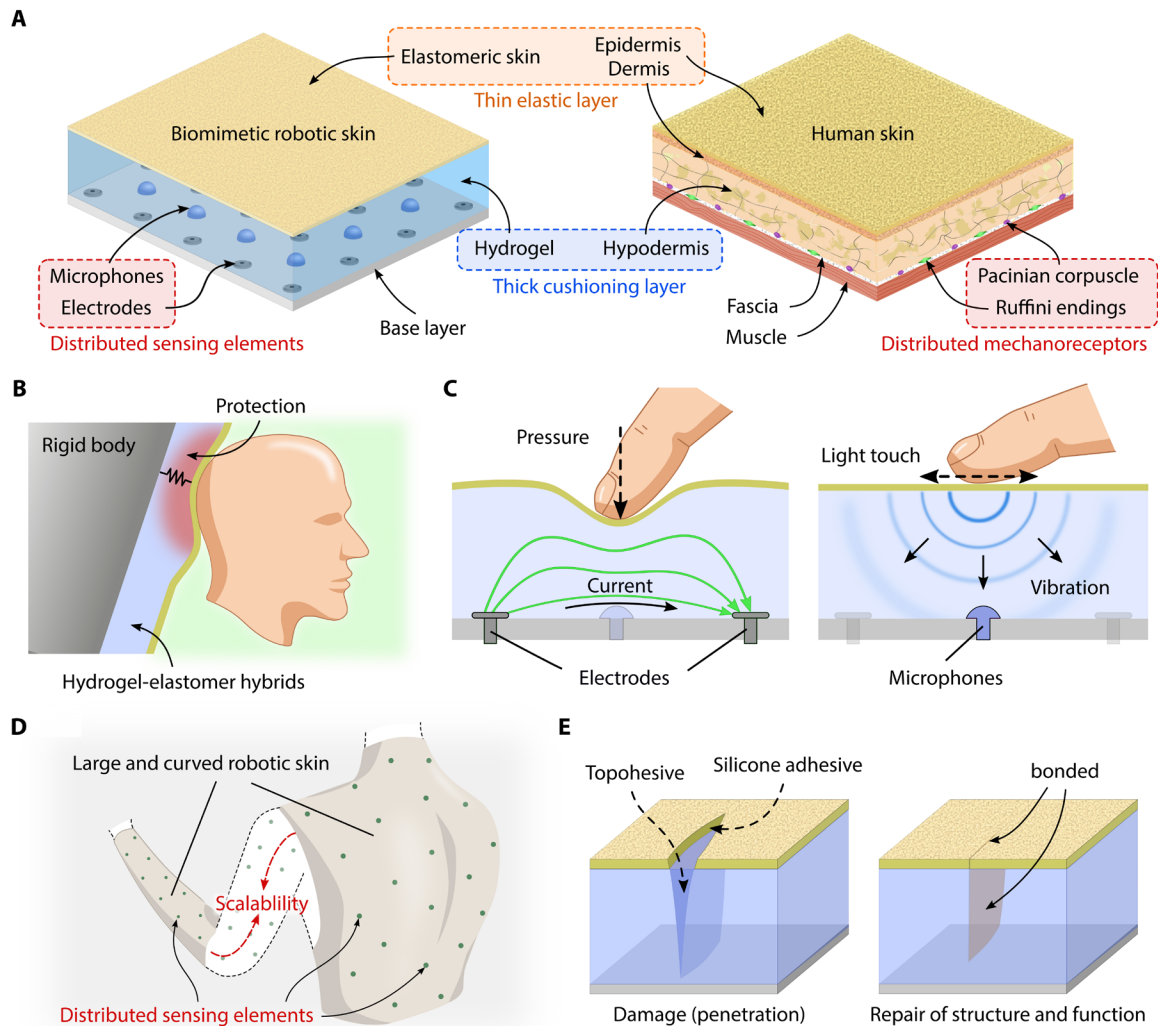 A
Elastomeric skin
Epidermis
Dermis
Thin elastic layer
Biomimetic robotic skin
Human skin
Hydrogel
Hypodermis
Thick cushioning layer
Microphones
Electrodes
Distributed sensing elements
Base layer
Fascia
Muscle
Pacinian corpuscle
Ruffini endings
Distributed mechanoreceptors
B
Protection
Rigid body
Hydrogel-elastomer hybrids
C
Pressure
Current
Electrodes
Light touch
Vibration
Microphones
D
Large and curved robotic skin
Scalablility
Distributed sensing elements
E
Topohesive
Silicone adhesive
Damage (penetration)
bonded
Repair of structure and function